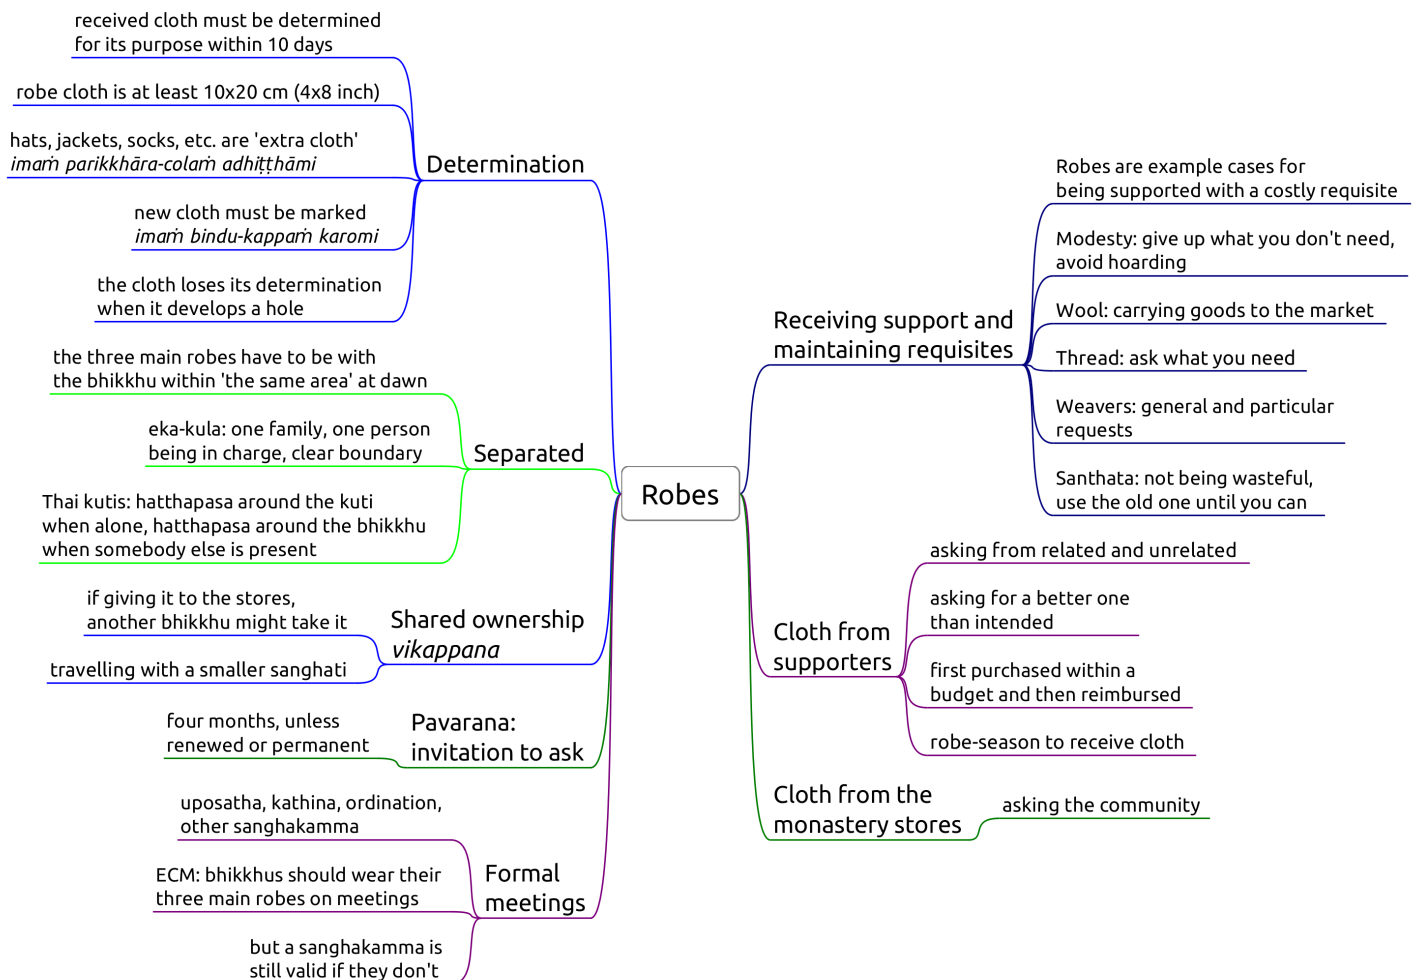 Robes
Determination
received cloth must be determined
for its purpose within 10 days
robe cloth is at least 10x20 cm (4x8 inch)
hats, jackets, socks, etc. are 'extra cloth'
imaṁ parikkhāra-colaṁ adhiṭṭhāmi
new cloth must be marked
imaṁ bindu-kappaṁ karomi
the cloth loses its determination
when it develops a hole
Separated
the three main robes have to be with
the bhikkhu within 'the same area' at dawn
eka-kula: one family, one person
being in charge, clear boundary
Thai kutis: hatthapasa around the kuti
when alone, hatthapasa around the bhikkhu
when somebody else is present
Shared ownership
vikappana
if giving it to the stores,
another bhikkhu might take it
travelling with a smaller sanghati
Pavarana:
invitation to ask
four months, unless
renewed or permanent
Formal
meetings
uposatha, kathina, ordination,
other sanghakamma
ECM: bhikkhus should wear their
three main robes on meetings
but a sanghakamma is
still valid if they don't
Receiving support and
maintaining requisites
Robes are example cases for
being supported with a costly requisite
Modesty: give up what you don't need,
avoid hoarding
Wool: carrying goods to the market
Thread: ask what you need
Weavers: general and particular
requests
Santhata: not being wasteful,
use the old one until you can
Cloth from
supporters
asking from related and unrelated
asking for a better one
than intended
first purchased within a
budget and then reimbursed
robe-season to receive cloth
Cloth from the
monastery stores
asking the community